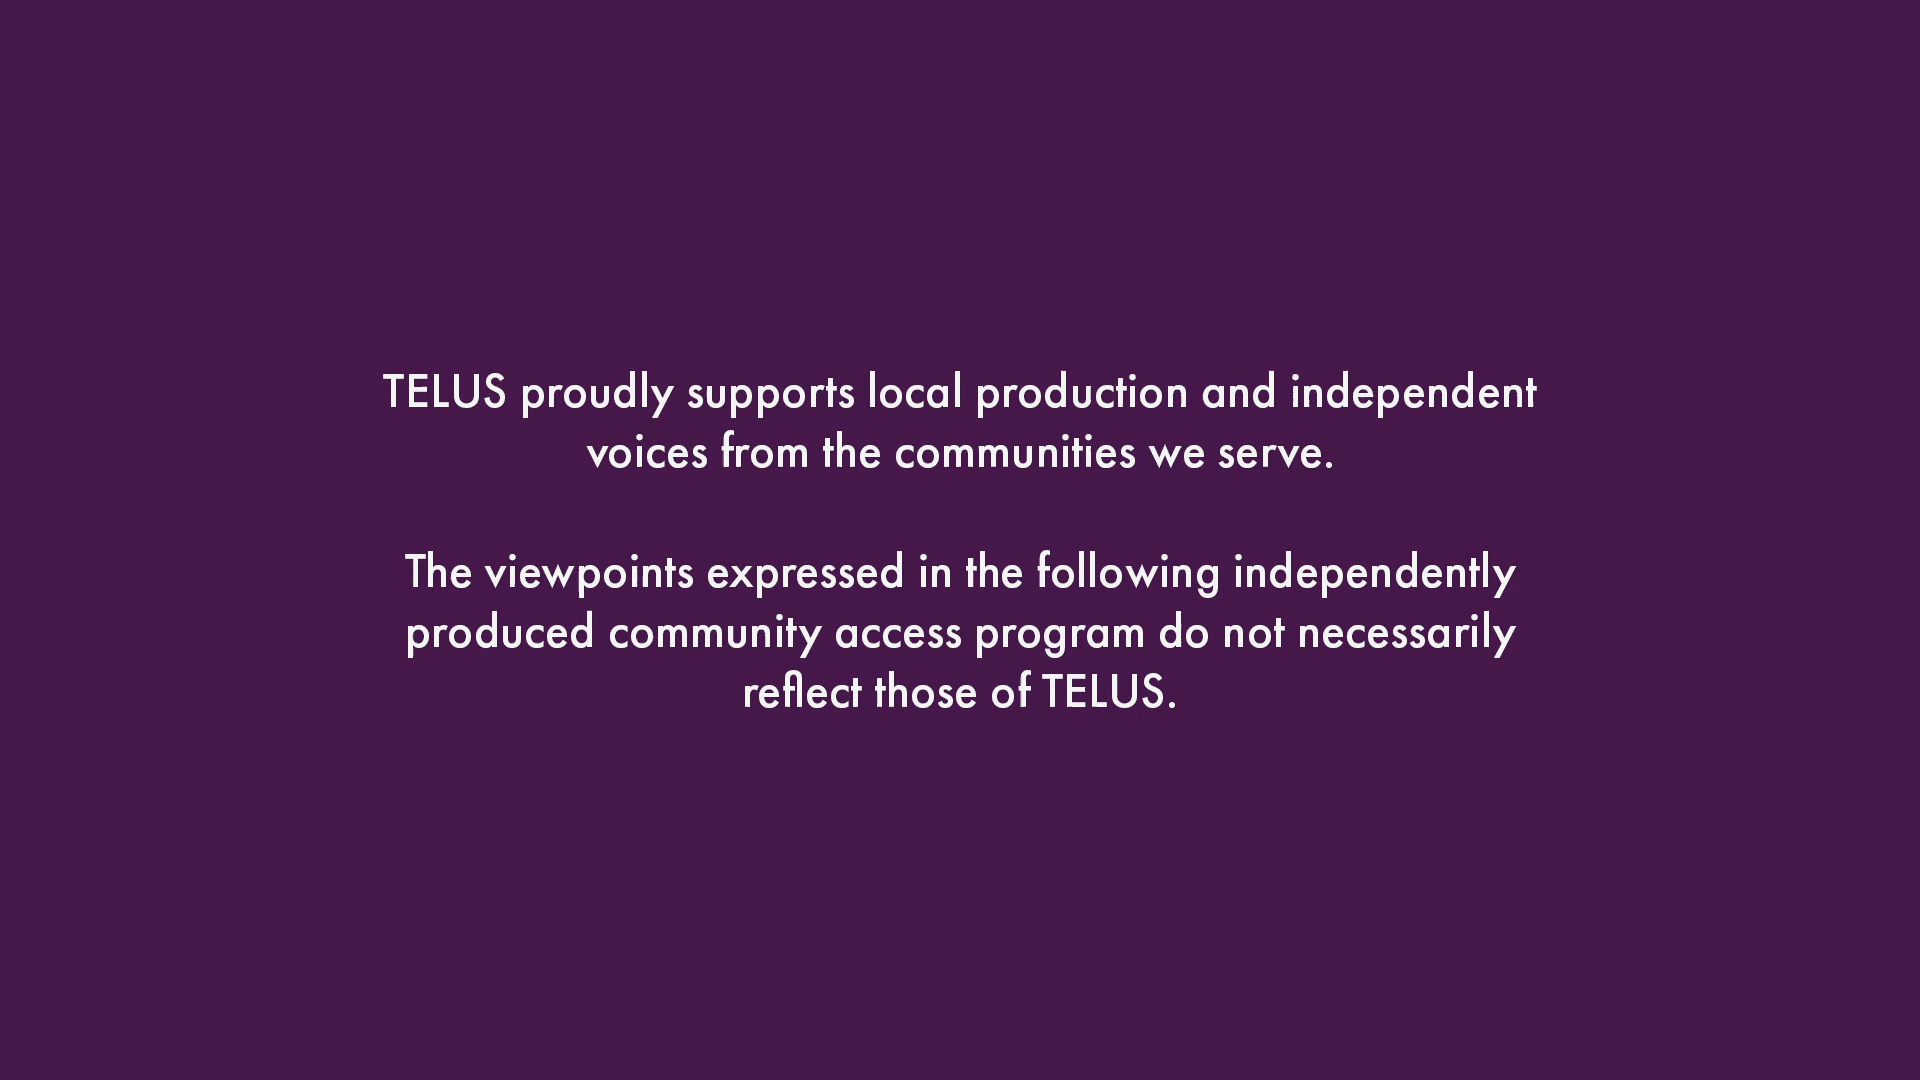 TELUS proudly supports local production and independent
voices from the communities we serve.
The viewpoints expressed in the following independently
produced community access program do not necessarily
reflect those of TELUS.